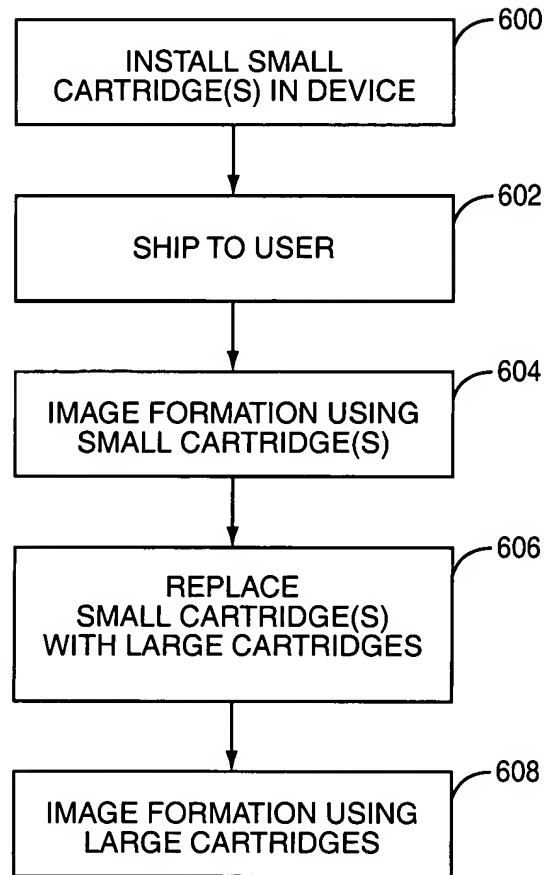 600
INSTALL SMALL
CARTRIDGE(S) IN DEVICE
602
SHIP TO USER
604
IMAGE FORMATION USING
SMALL CARTRIDGE(S)
606
REPLACE
SMALL CARTRIDGE(S)
WITH LARGE CARTRIDGES
608
IMAGE FORMATION USING
LARGE CARTRIDGES